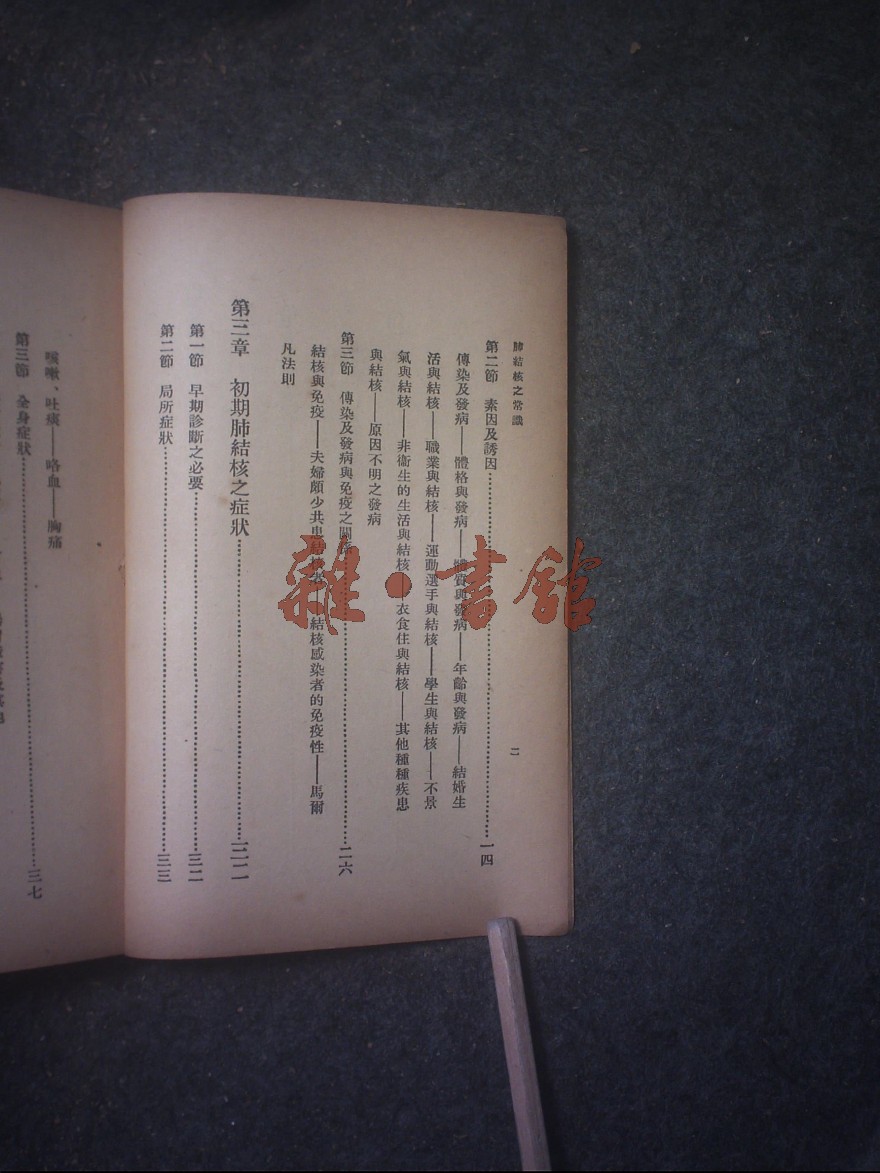 肺結核之常識
二
第二節 素因及誘因……一四
傳染及發病——體格與發病——體質與發病——年齡與發病——結婚生
活與結核——職業與結核——運動選手與結核——學生與結核——不景
氣與結核——非衞生的生活與結核——衣食住與結核——其他種種疾患
與結核——原因不明之發病
第三節 傳染及發病與免疫之關係……二六
結核與免疫——夫婦頗少共患結核者——結核感染者的免疫性——馬爾
凡法則
第三章 初期肺結核之症狀……三二
第一節 早期診斷之必要……三二
第二節 局所症狀……三三
咳嗽、吐痰——咯血——胸痛
第三節 全身症狀……三七
雜·書館